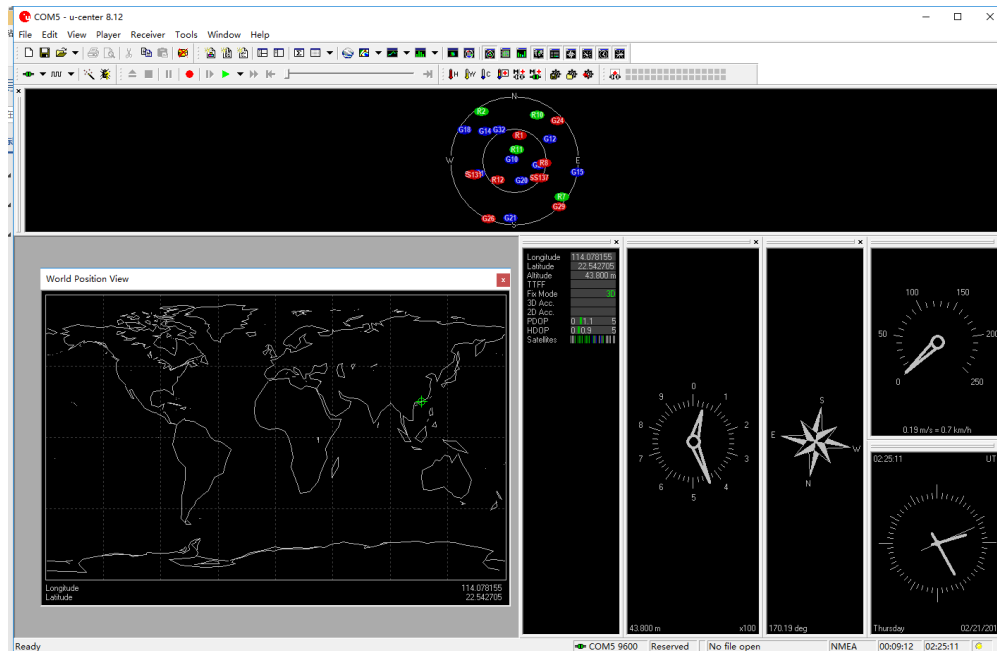 COM5 - u-center 8.12
File Edit View Player Receiver Tools Window Help
N
R2
R10
G24
G18 G14 G32
R1
G12
R11
W
G10
R8
E
G15
S131
R12
G20
SS137
R7
G29
G26 G21
S
World Position View
Longitude 114.078155
Latitude 22.542705
Longitude 114.078155
Latitude 22.542705
Altitude 43.800 m
TTFF
Fix Mode 3D
3D Acc.
2D Acc.
PDOP 0 1.1 5
HDOP 0 0.9 5
Satellites
0
9 1
8 2
7 3
6 4
5
43.800 m x100
S
E W
N
170.19 deg
100 150
50 200
0 250
0.19 m/s = 0.7 km/h
02:25:11 UT
Thursday 02/21/201
Ready COM5 9600 Reserved No file open NMEA 00:09:12 02:25:11